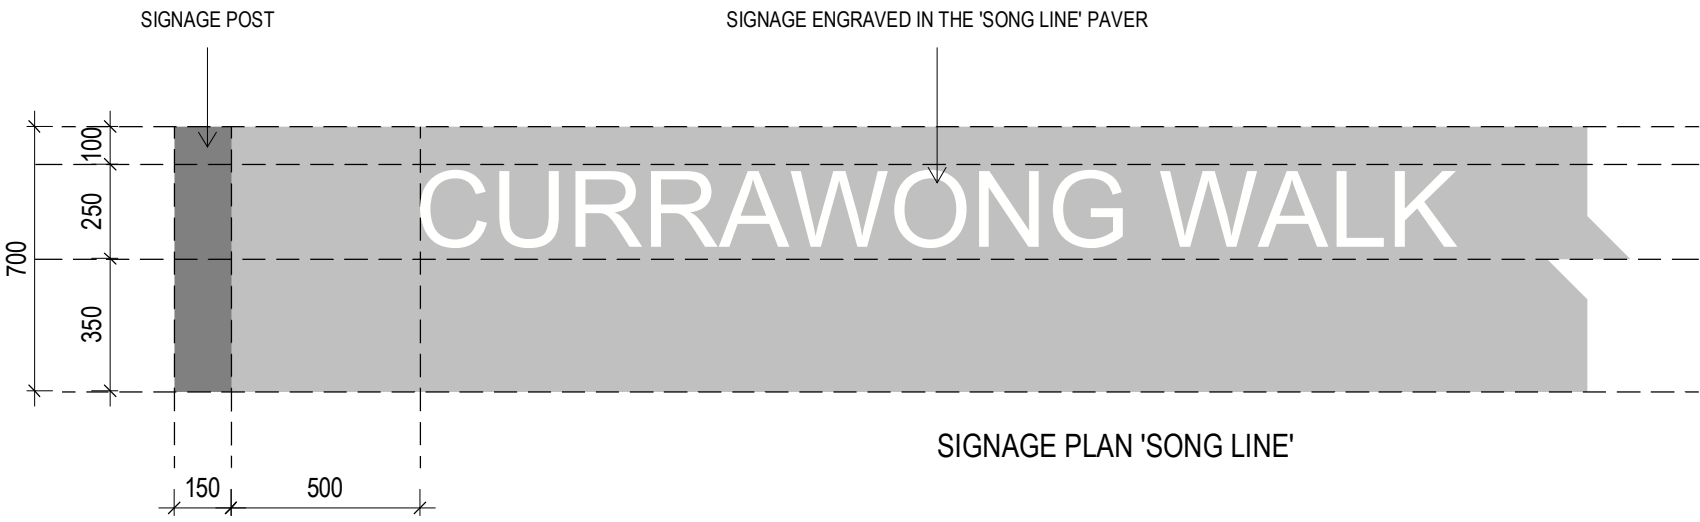 SIGNAGE POST
SIGNAGE ENGRAVED IN THE 'SONG LINE' PAVER
100
250
700
350
CURRAWONG WALK
SIGNAGE PLAN 'SONG LINE'
150
500